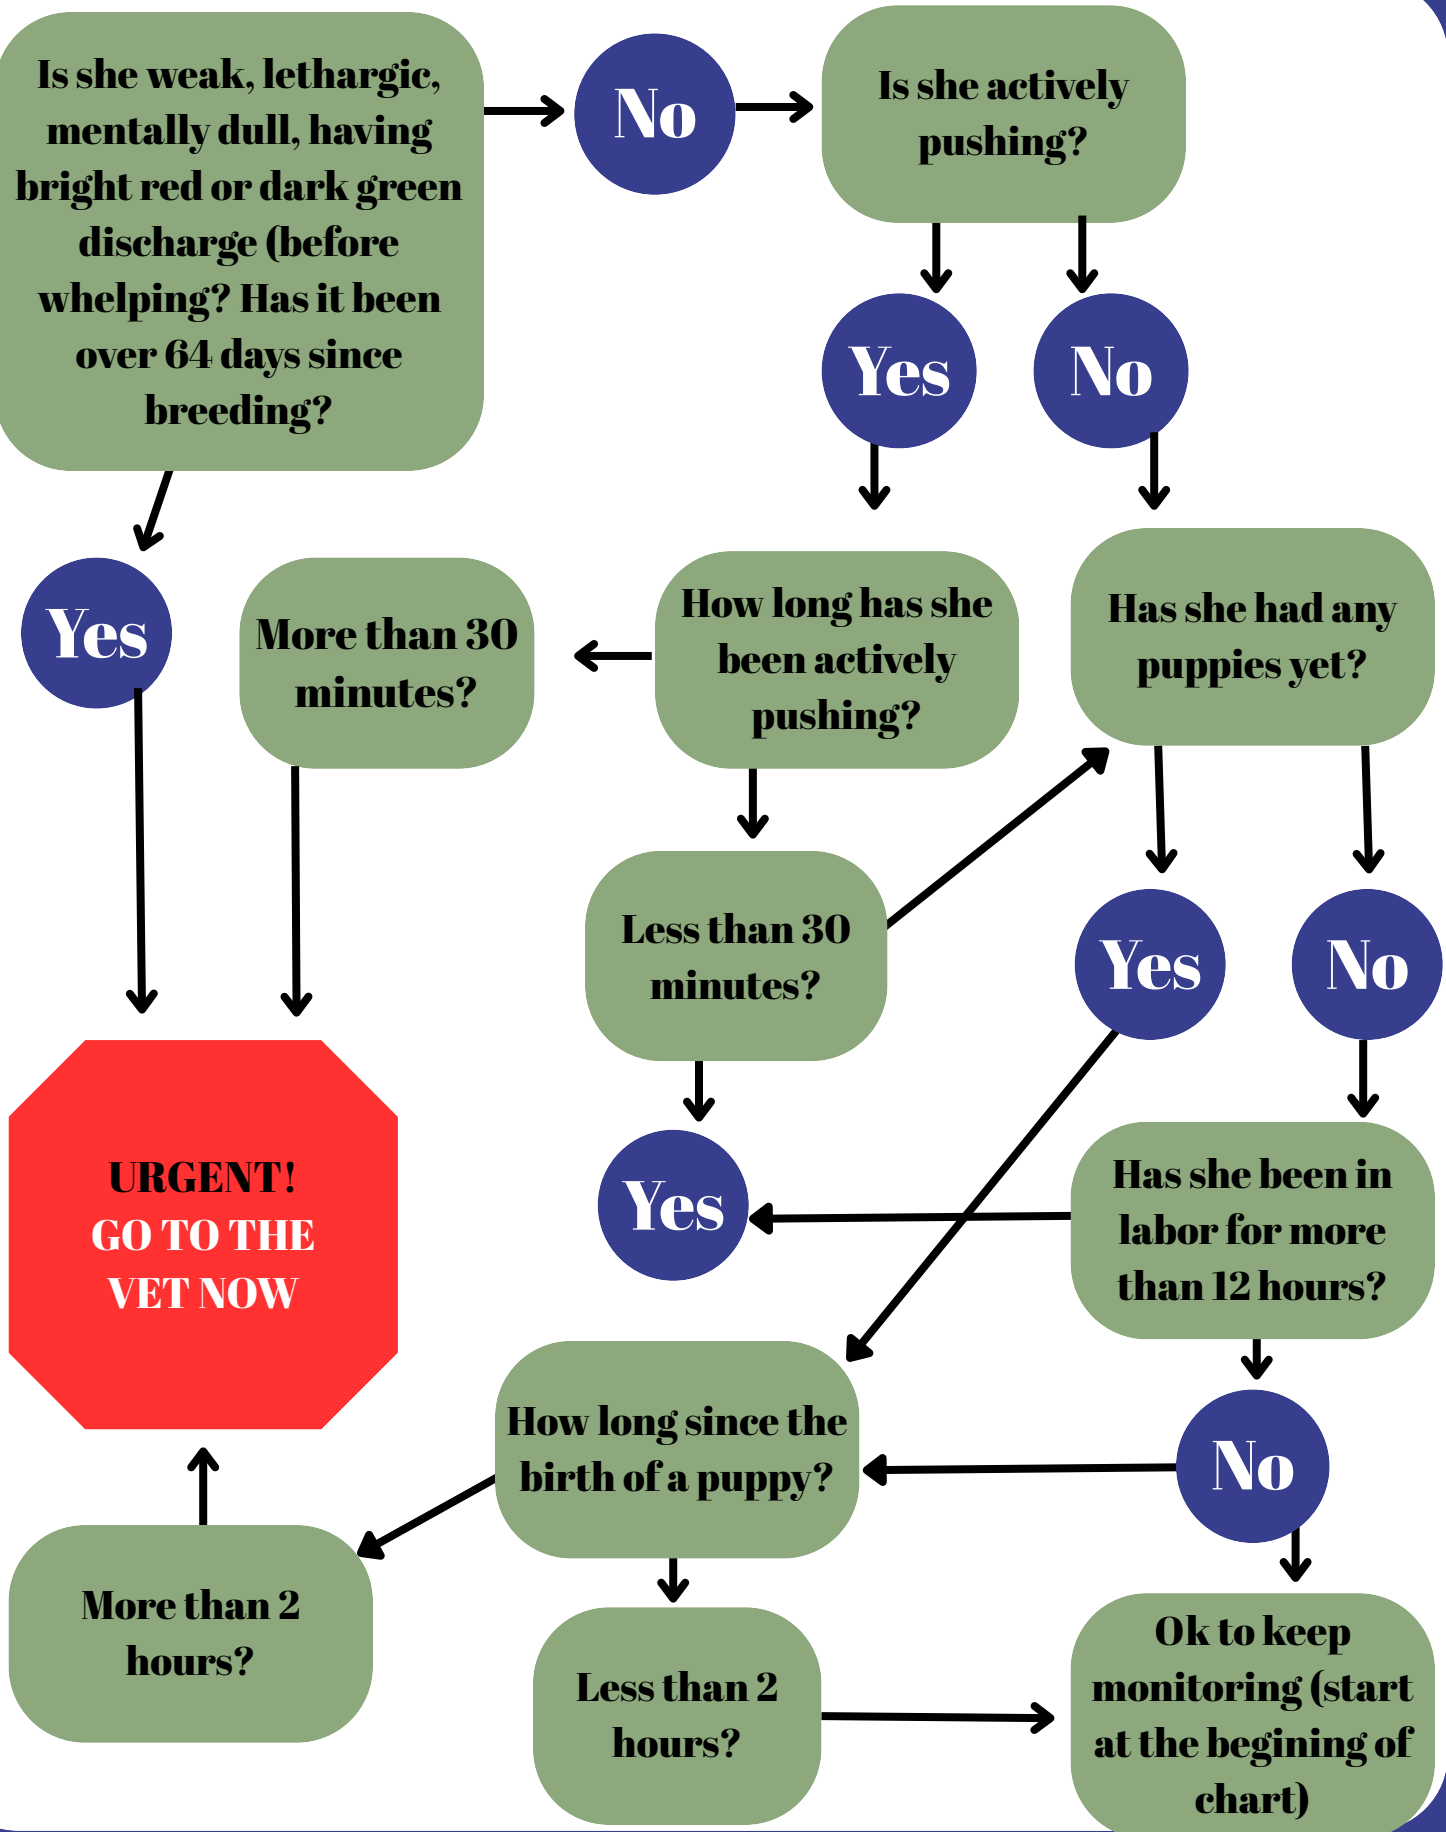 Is she weak, lethargic,
mentally dull, having
bright red or dark green
discharge (before
whelping? Has it been
over 64 days since
breeding?
No
Is she actively
pushing?
Yes
No
Yes
More than 30
minutes?
How long has she
been actively
pushing?
Has she had any
puppies yet?
Less than 30
minutes?
Yes
No
URGENT!
GO TO THE
VET NOW
Yes
Has she been in
labor for more
than 12 hours?
How long since the
birth of a puppy?
No
More than 2
hours?
Less than 2
hours?
Ok to keep
monitoring (start
at the begining of
chart)